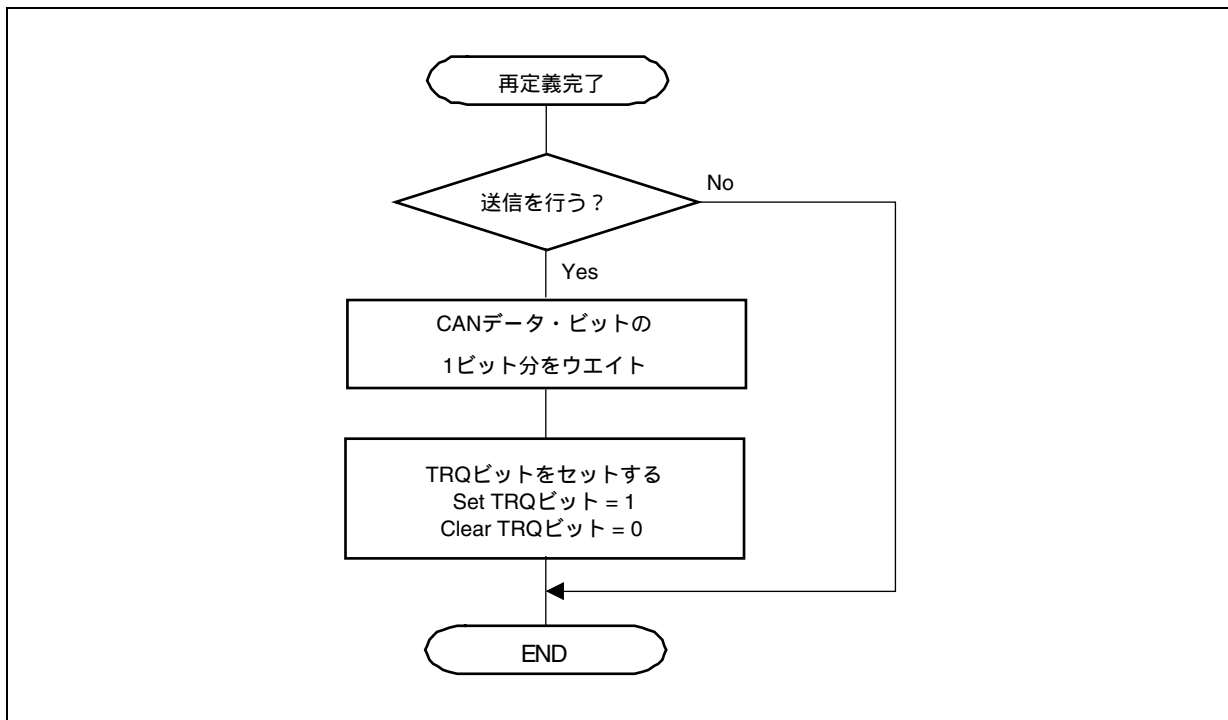 再定義完了
送信を行う？
No
Yes
CANデータ・ビットの
1ビット分をウエイト
TRQビットをセットする
Set TRQビット = 1
Clear TRQビット = 0
END